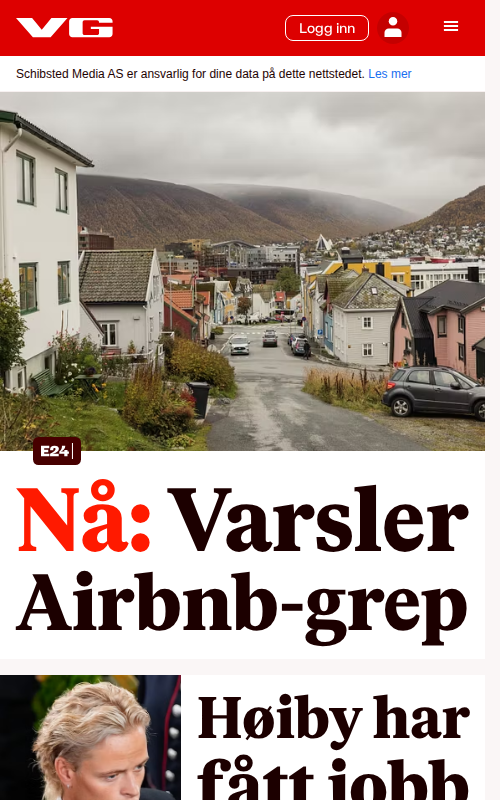 VG
Logg inn
Schibsted Media AS er ansvarlig for dine data på dette nettstedet. Les mer
E24
Nå: Varsler
Airbnb-grep
Høiby har
fått jobb